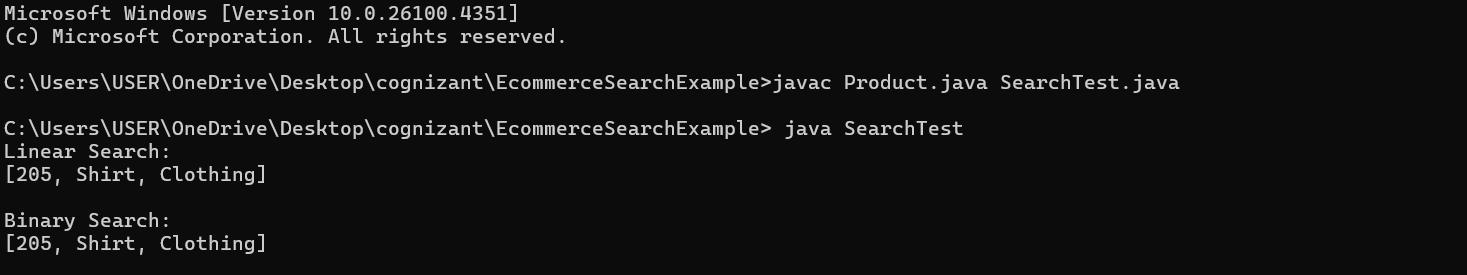 Microsoft Windows [Version 10.0.26100.4351]
(c) Microsoft Corporation. All rights reserved.
C:\Users\USER\OneDrive\Desktop\cognizant\EcommerceSearchExample>javac Product.java SearchTest.java
C:\Users\USER\OneDrive\Desktop\cognizant\EcommerceSearchExample> java SearchTest
Linear Search:
[205, Shirt, Clothing]
Binary Search:
[205, Shirt, Clothing]